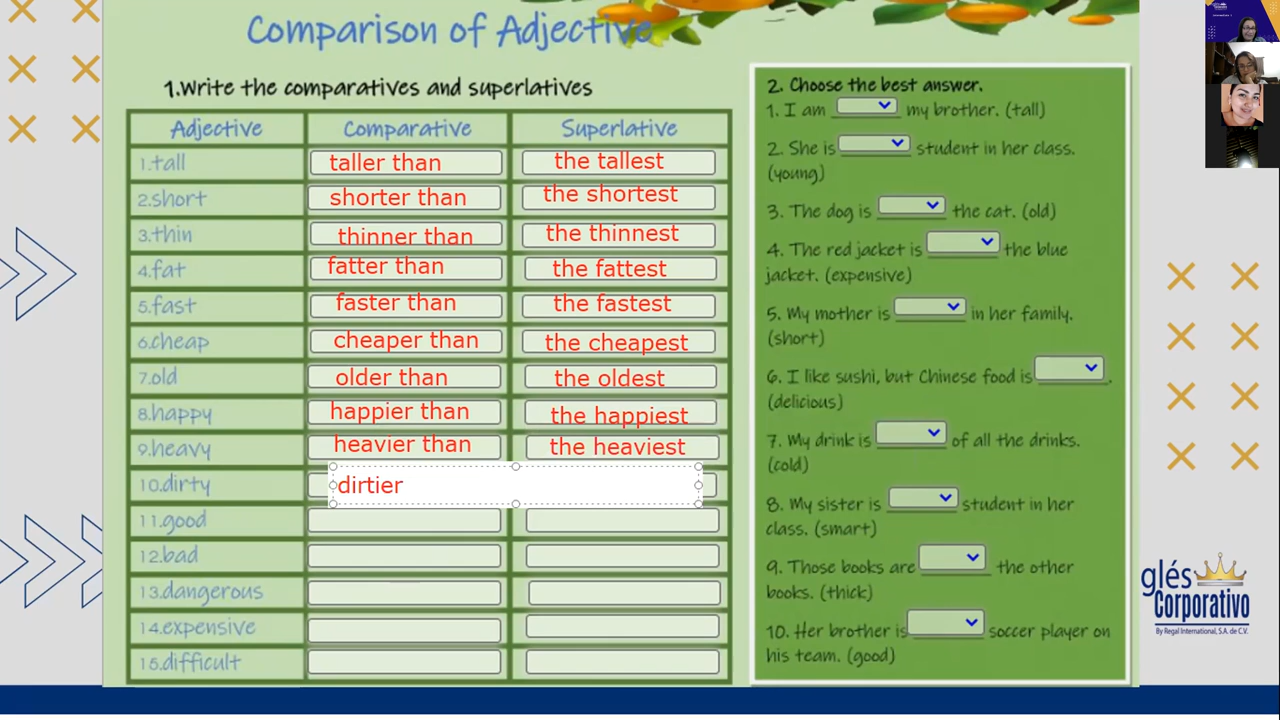 Comparison of Adjective
1.Write the comparatives and superlatives
Adjective Comparative Superlative
1.tall taller than the tallest
2.short shorter than the shortest
3.thin thinner than the thinnest
4.fat fatter than the fattest
5.fast faster than the fastest
6.cheap cheaper than the cheapest
7.old older than the oldest
8.happy happier than the happiest
9.heavy heavier than the heaviest
10.dirty dirtier
11.good
12.bad
13.dangerous
14.expensive
15.difficult
2. Choose the best answer.
1. I am my brother. (tall)
2. She is student in her class.
(young)
3. The dog is the cat. (old)
4. The red jacket is the blue
jacket. (expensive)
5. My mother is in her family.
(short)
6. I like sushi, but Chinese food is .
(delicious)
7. My drink is of all the drinks.
(cold)
8. My sister is student in her
class. (smart)
9. Those books are the other
books. (thick)
10. Her brother is soccer player on
his team. (good)
glés
Corporativo
By Regal International, S.A. de C.V.